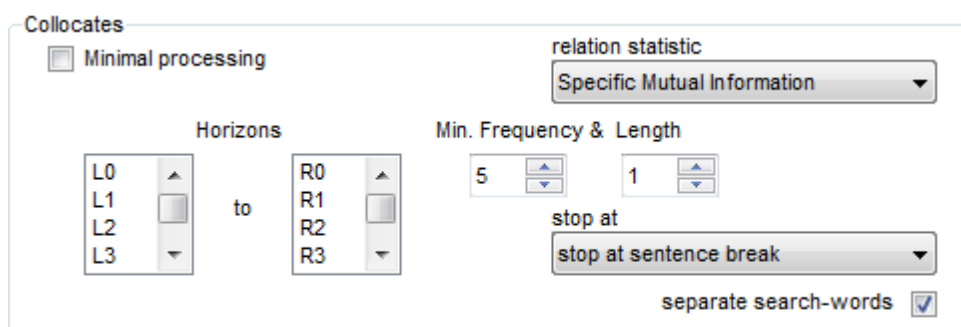 Collocates
Minimal processing
relation statistic
Specific Mutual Information
Horizons
Min. Frequency & Length
L0
L1
L2
L3
to
R0
R1
R2
R3
5
1
stop at
stop at sentence break
separate search-words